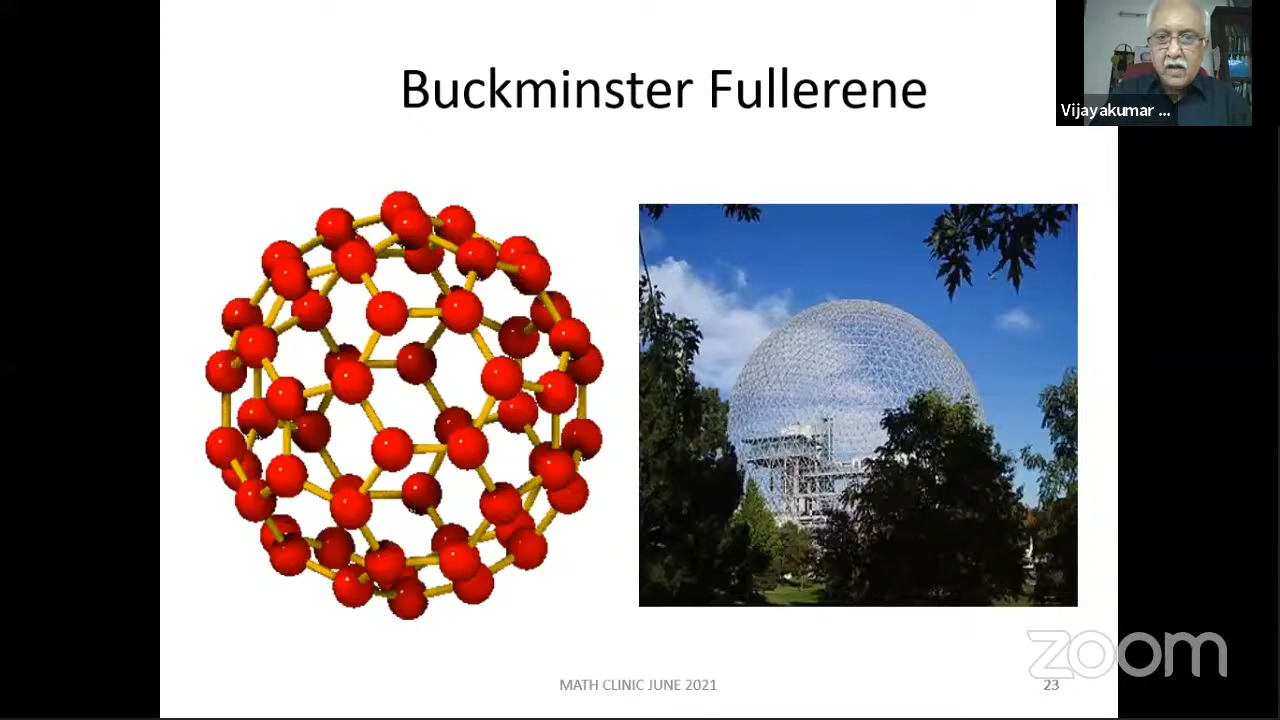 Buckminster Fullerene
Vijayakumar ...
zoom
MATH CLINIC JUNE 2021
23